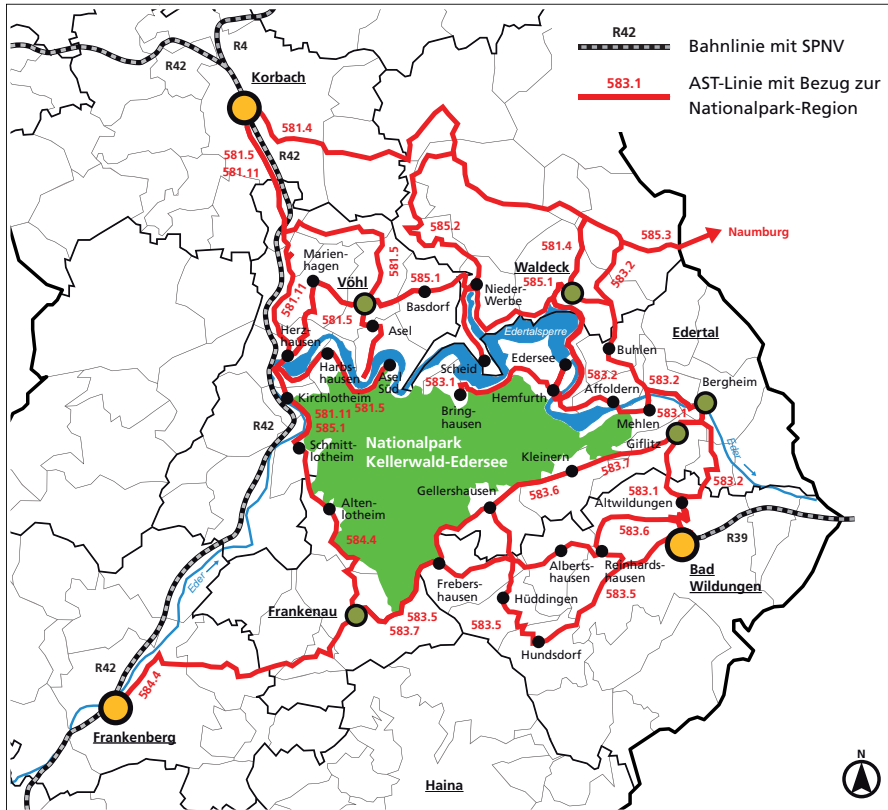 R42
Bahnlinie mit SPNV
583.1
AST-Linie mit Bezug zur
Nationalpark-Region
R4
R42
Korbach
581.4
R42
581.5
581.11
585.2
581.4
585.3
Naumburg
583.2
Marien-
hagen
581.5
Vöhl
585.1
Waldeck
585.1
Nieder-
Werbe
581.11
581.5
Basdorf
Asel
Edertalsperre
Edertal
Herz-
hausen
Harbs-
hausen
Asel
Süd
Scheid
Edersee
Buhlen
583.1
Hemfurth
583.2
Affoldern
583.2
Bergheim
Kirchlotheim
581.11
585.1
581.5
Bring-
hausen
Mehlen
583.1
Giflitz
R42
Schmitt-
lotheim
Nationalpark
Kellerwald-Edersee
Kleinern
583.7
Eder
583.6
583.2
Gellershausen
583.1
Altwildungen
Alten-
lotheim
584.4
583.6
R39
Eder
Alberts-
hausen
Reinhards-
hausen
Bad
Wildungen
Frebers-
hausen
Hüddingen
583.5
Frankenau
583.5
583.7
583.5
Hundsdorf
R42
584.4
Frankenberg
Haina
N